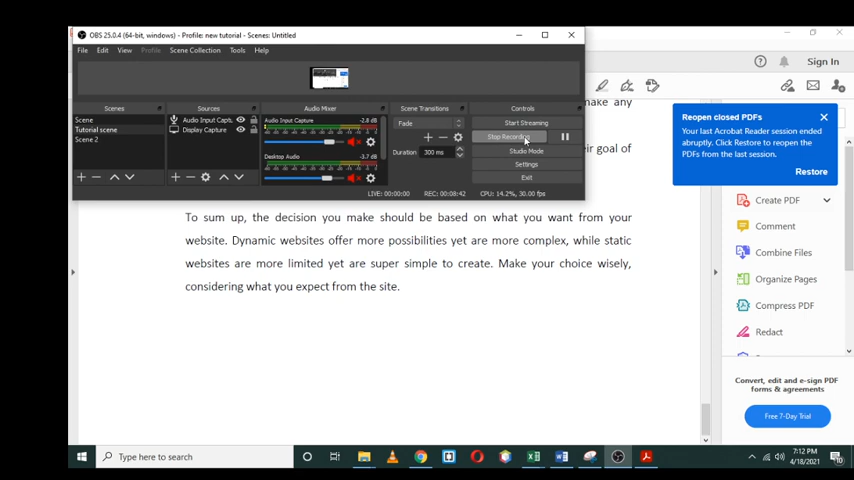 OBS 25.0.4 (64-bit, windows) - Profile: new tutorial - Scenes: Untitled
File Edit View Profile Scene Collection Tools Help
Sign In
Scenes Sources Audio Mixer Scene Transitions Controls
Scene
Tutorial scene
Scene 2
Audio Input Captu
Display Capture
Audio Input Capture -2.8 dB
Desktop Audio -3.7 dB
Fade
Duration 300 ms
Start Streaming
Stop Recording
Studio Mode
Settings
Exit
LIVE: 00:00:00 REC: 00:08:42 CPU: 14.2%, 30.00 fps
make any
eir goal of
To sum up, the decision you make should be based on what you want from your
website. Dynamic websites offer more possibilities yet are more complex, while static
websites are more limited yet are super simple to create. Make your choice wisely,
considering what you expect from the site.
Reopen closed PDFs
Your last Acrobat Reader session ended
abruptly. Click Restore to reopen the
PDFs from the last session.
Restore
Create PDF
Comment
Combine Files
Organize Pages
Compress PDF
Redact
Convert, edit and e-sign PDF
forms & agreements
Free 7-Day Trial
Type here to search
7:12 PM
4/18/2021